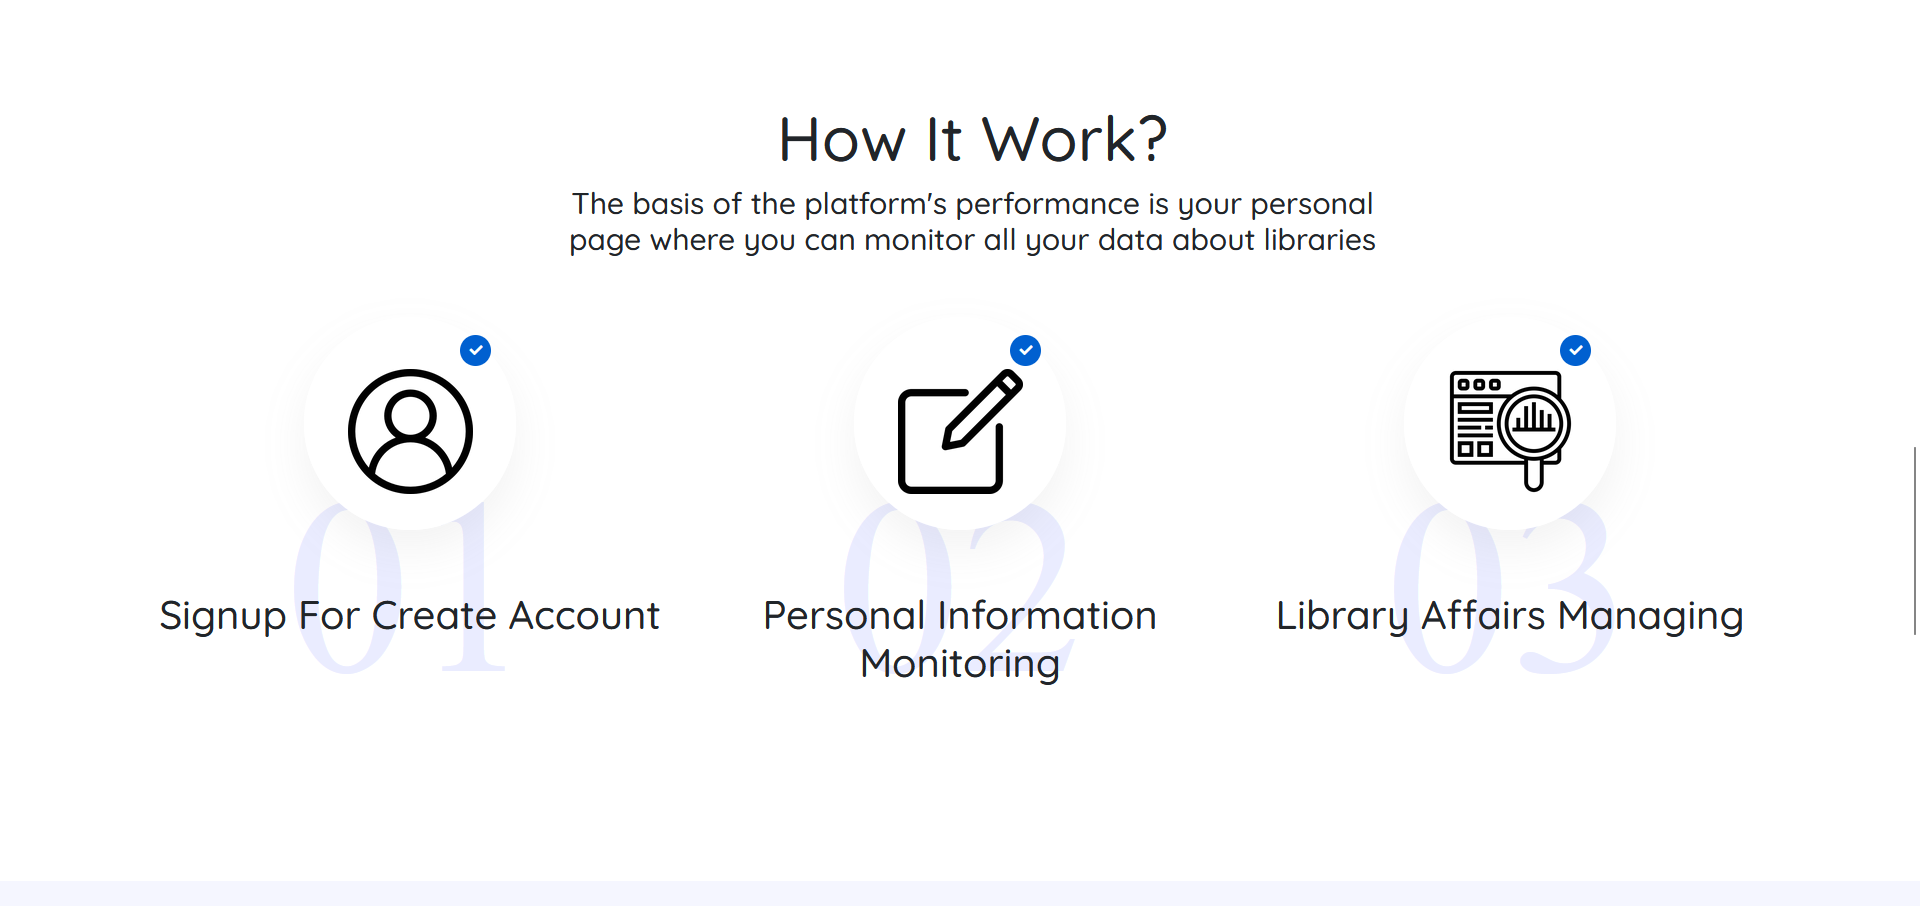 How It Work?
The basis of the platform's performance is your personal
page where you can monitor all your data about libraries
01
Signup For Create Account
02
Personal Information
Monitoring
03
Library Affairs Managing